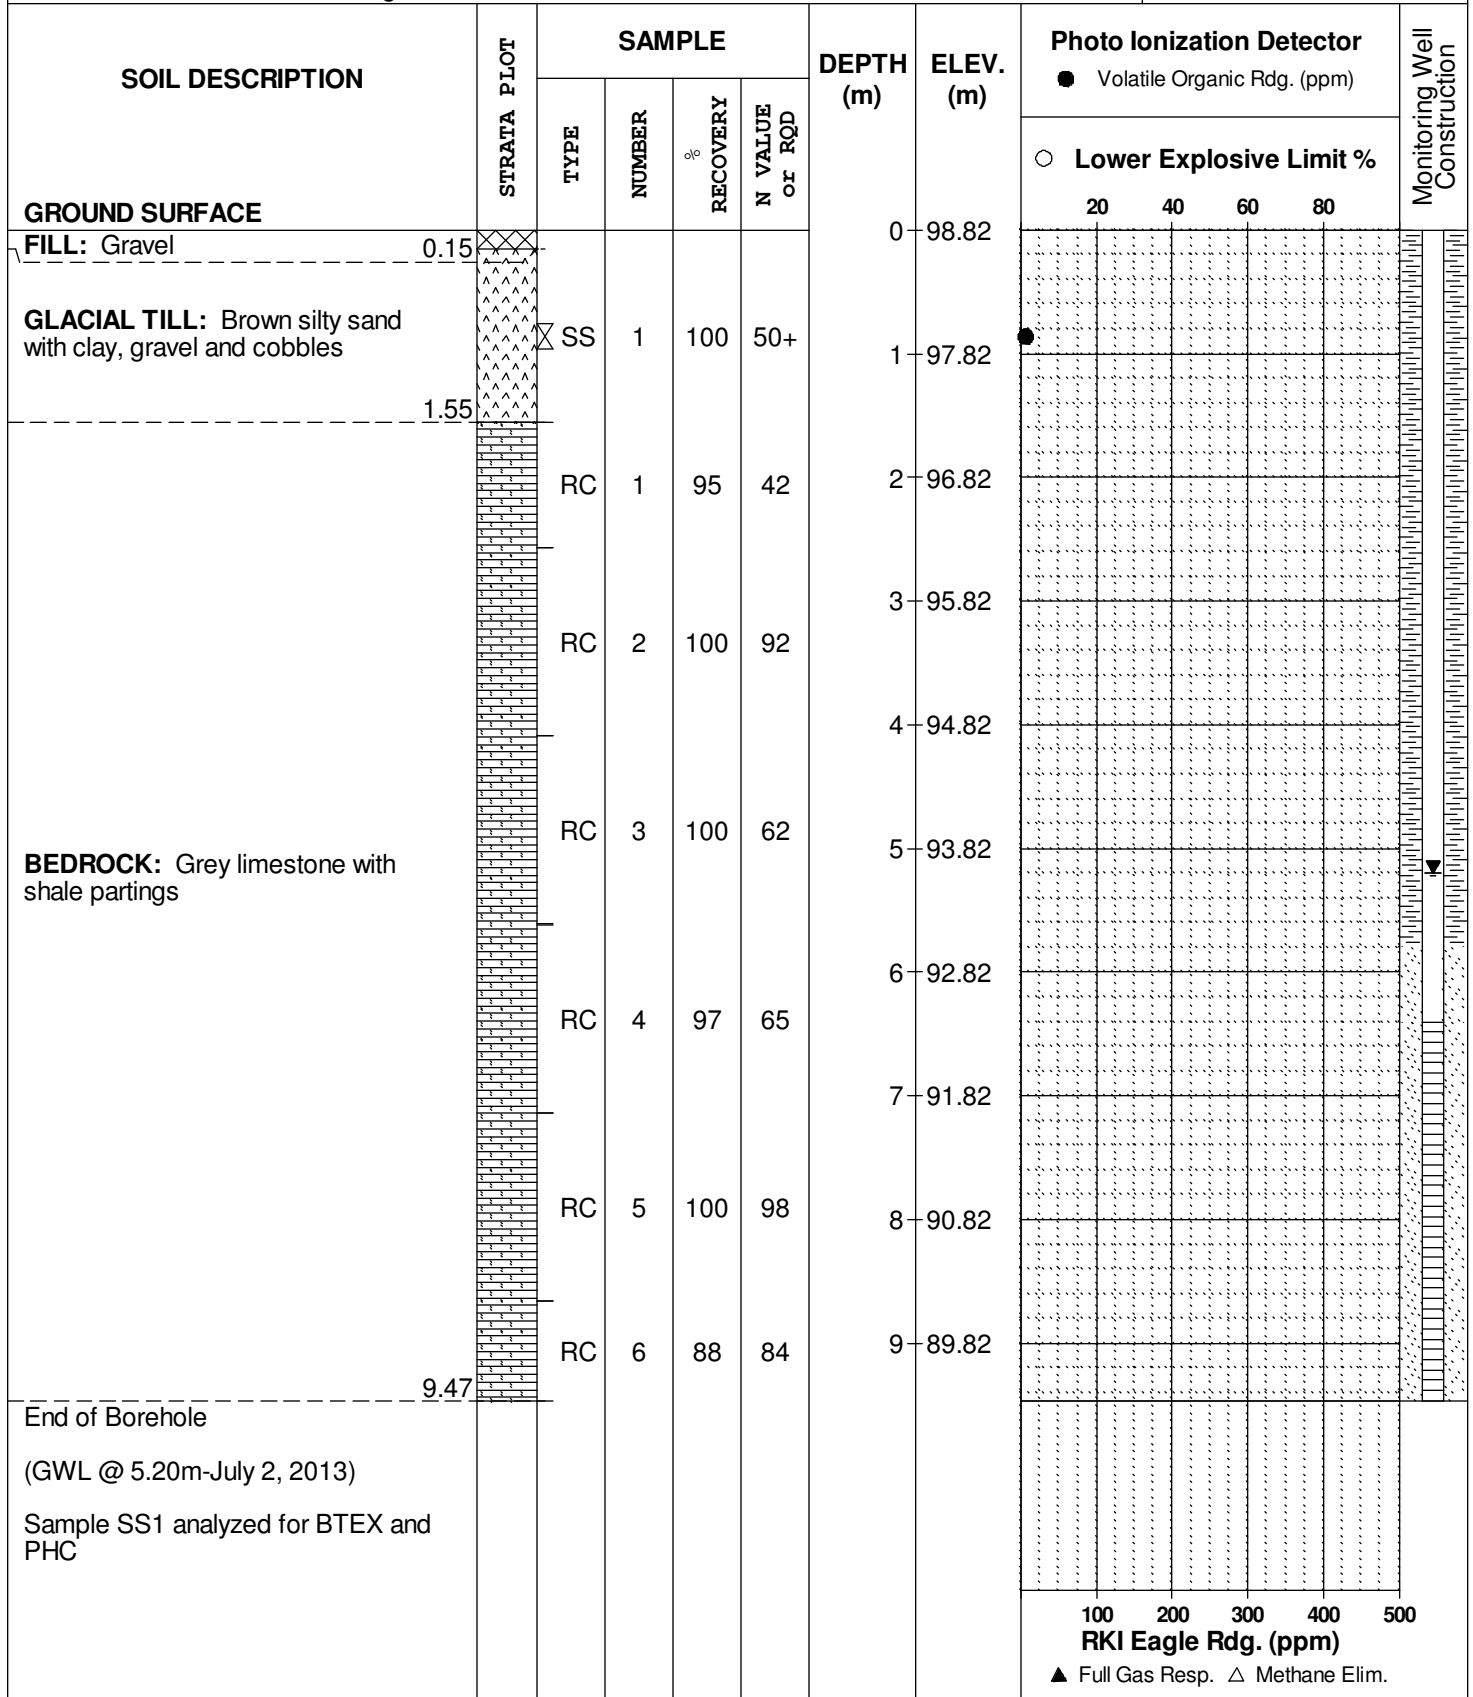 SOIL DESCRIPTION
GROUND SURFACE
STRATA PLOT
SAMPLE
TYPE
NUMBER
% RECOVERY
N VALUE or RQD
DEPTH (m)
ELEV. (m)
Photo Ionization Detector
● Volatile Organic Rdg. (ppm)
○ Lower Explosive Limit %
20 40 60 80
Monitoring Well Construction
0 98.82
FILL: Gravel 0.15
GLACIAL TILL: Brown silty sand
with clay, gravel and cobbles
SS 1 100 50+
1 97.82
1.55
RC 1 95 42
2 96.82
3 95.82
RC 2 100 92
4 94.82
RC 3 100 62
5 93.82
BEDROCK: Grey limestone with
shale partings
6 92.82
RC 4 97 65
7 91.82
RC 5 100 98
8 90.82
9 89.82
RC 6 88 84
9.47
End of Borehole
(GWL @ 5.20m-July 2, 2013)
Sample SS1 analyzed for BTEX and
PHC
100 200 300 400 500
RKI Eagle Rdg. (ppm)
▲ Full Gas Resp. △ Methane Elim.